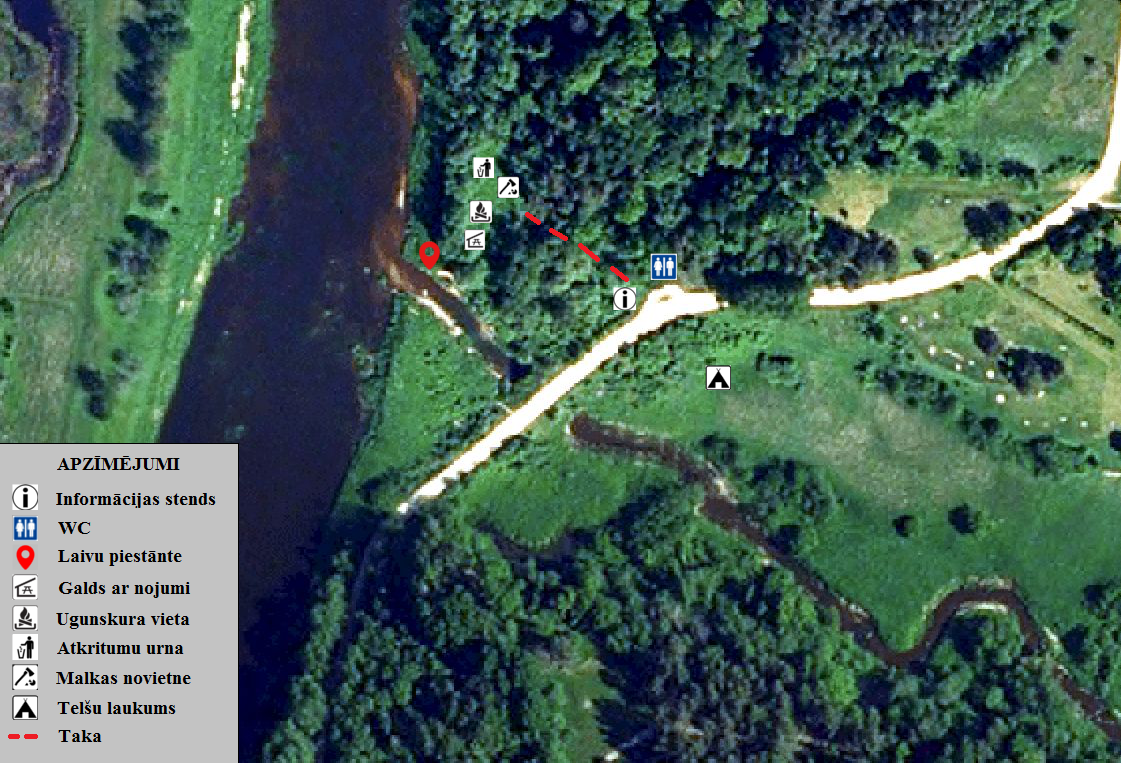 APZĪMĒJUMI
Informācijas stends
WC
Laivu piestānte
Galds ar nojumi
Ugunskura vieta
Atkritumu urna
Malkas novietne
Telšu laukums
Taka